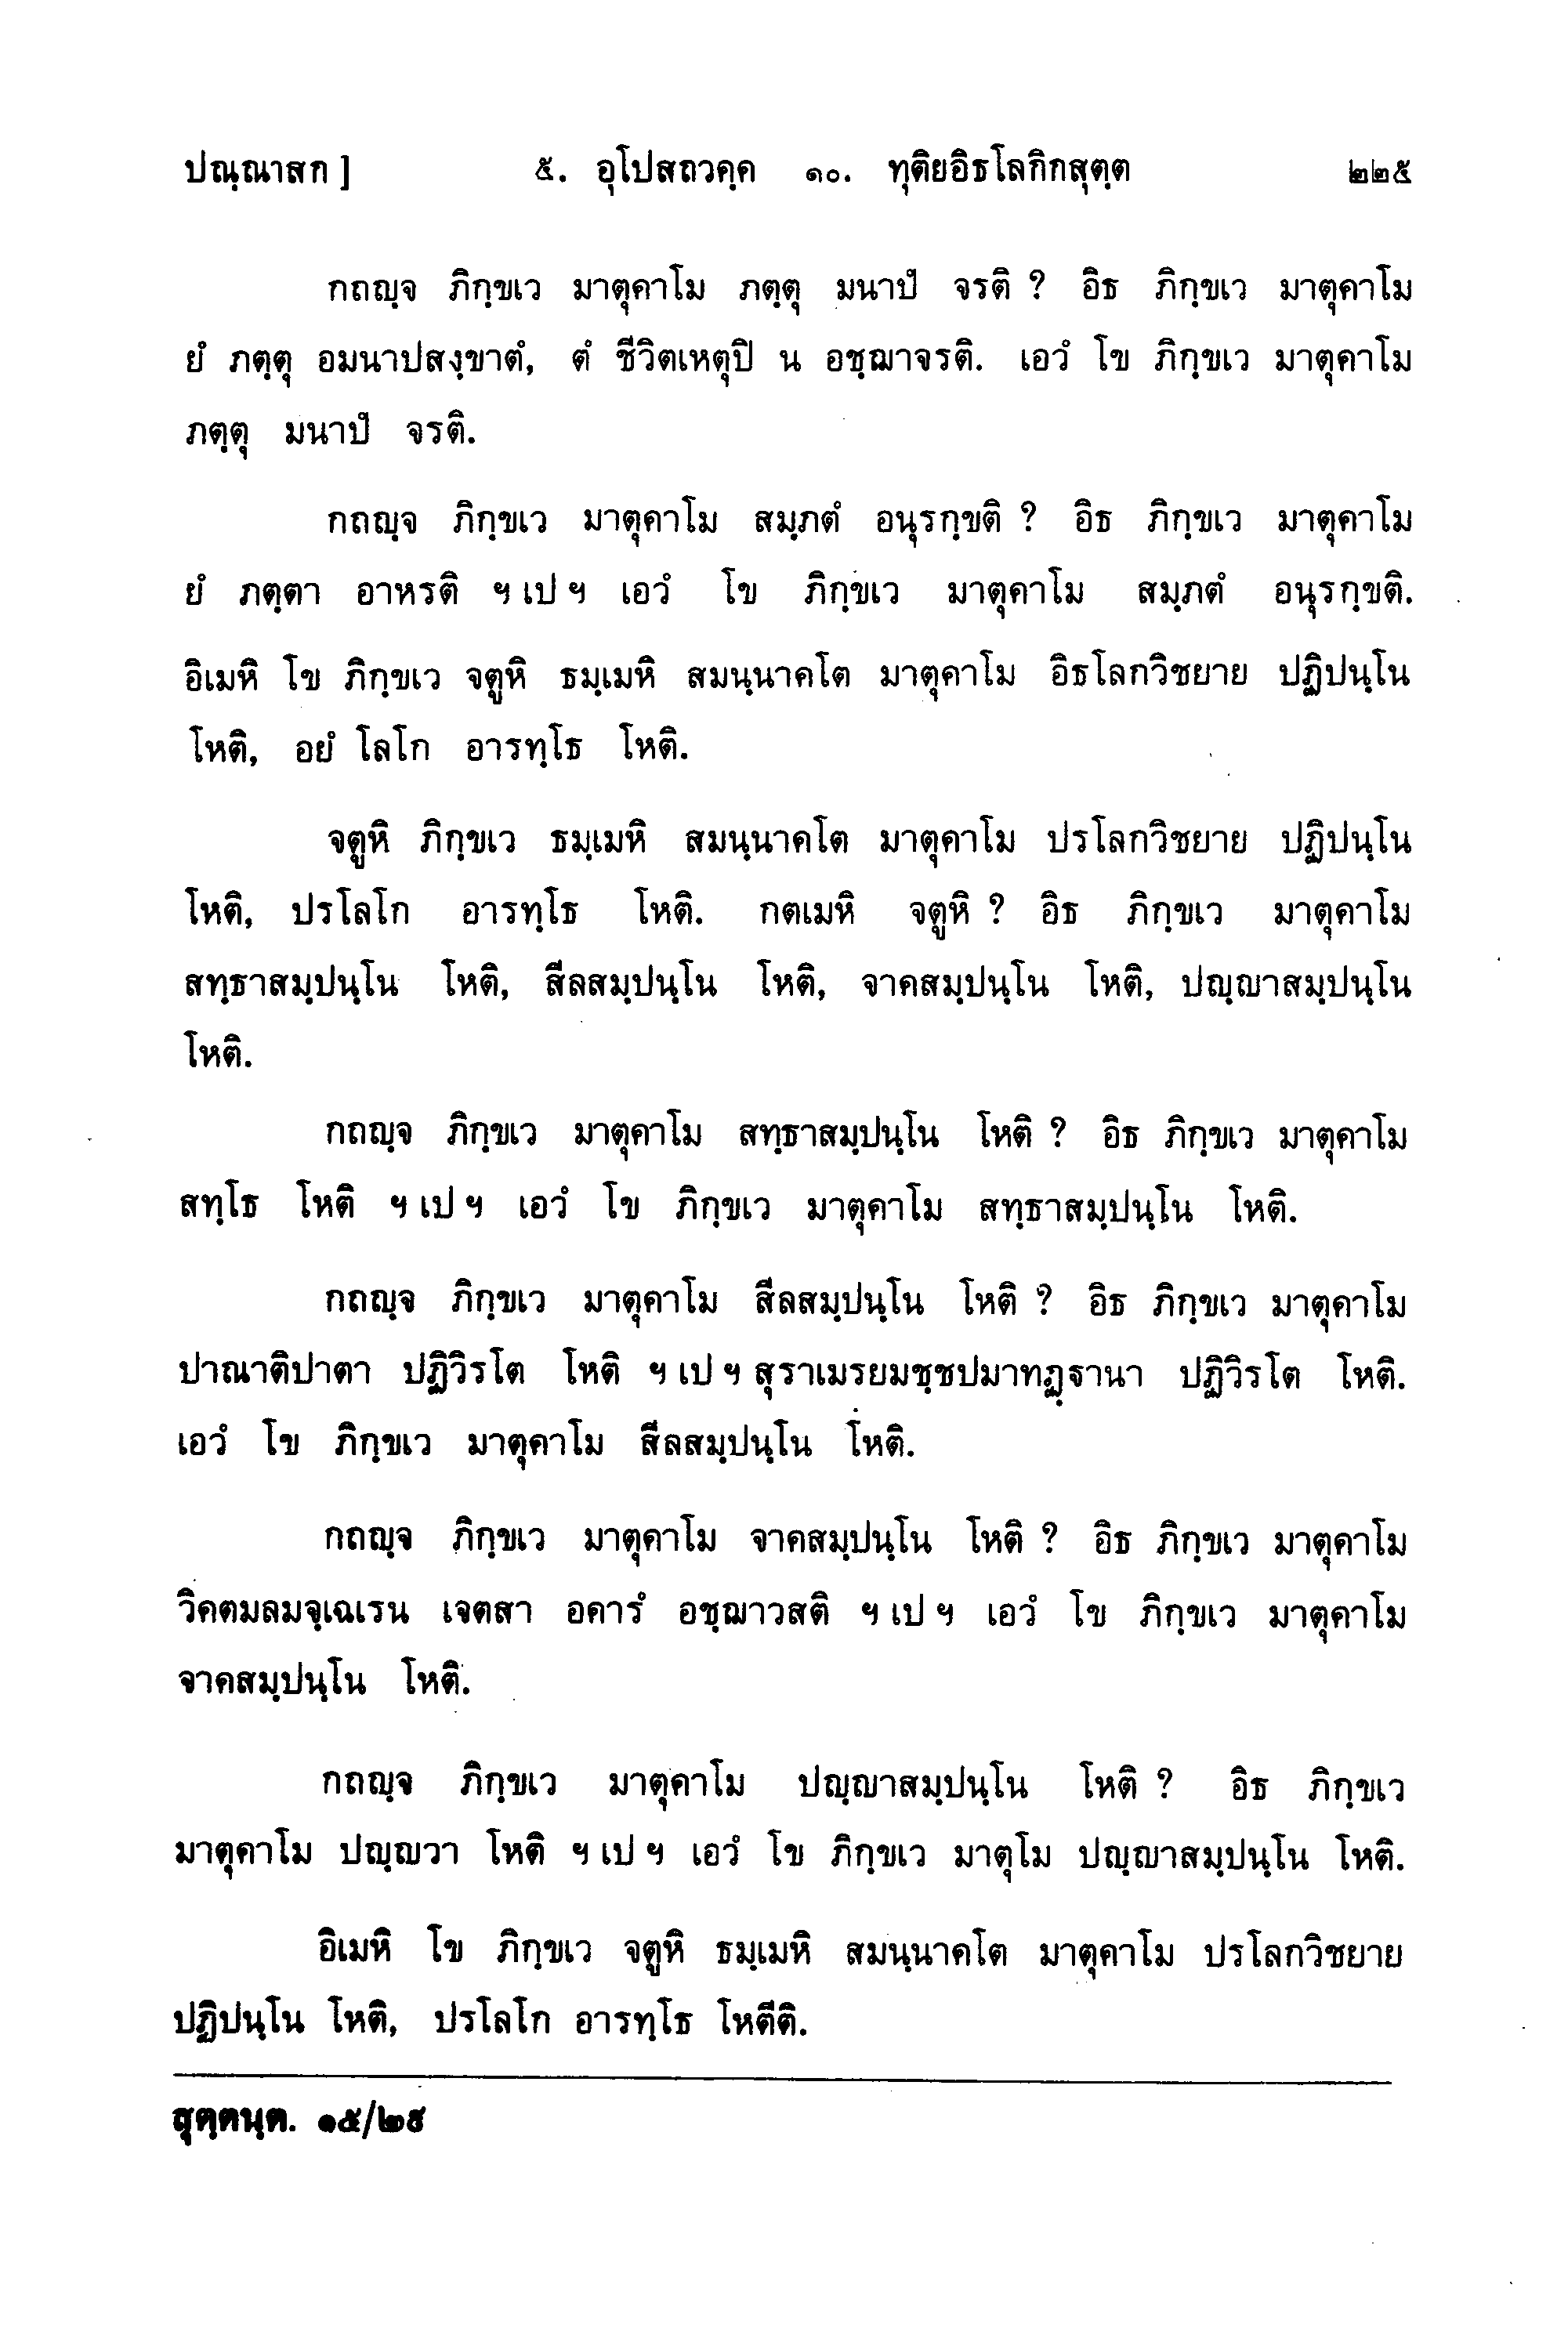 ปณฺณาสก ] ๕. อุโปสถวคฺค ๑๐. ทุติยอิธโลกิกสุตฺต ๒๒๕
กถญฺจ ภิกฺขเว มาตุคาโม ภตฺตุ มนาปํ จรติ ? อิธ ภิกฺขเว มาตุคาโม
ยํ ภตฺตุ อมนาปสงฺขาตํ, ตํ ชีวิตเหตุปิ น อชฺฌาจรติ. เอวํ โข ภิกฺขเว มาตุคาโม
ภตฺตุ มนาปํ จรติ.
กถญฺจ ภิกฺขเว มาตุคาโม สมฺภตํ อนุรกฺขติ ? อิธ ภิกฺขเว มาตุคาโม
ยํ ภตฺตา อาหรติ ฯ เป ฯ เอวํ โข ภิกฺขเว มาตุคาโม สมฺภตํ อนุรกฺขติ.
อิเมหิ โข ภิกฺขเว จตูหิ ธมฺเมหิ สมนฺนาคโต มาตุคาโม อิธโลกวิชยาย ปฏิปนฺโน
โหติ, อยํ โลโก อารทฺโธ โหติ.
จตูหิ ภิกฺขเว ธมฺเมหิ สมนฺนาคโต มาตุคาโม ปรโลกวิชยาย ปฏิปนฺโน
โหติ, ปรโลโก อารทฺโธ โหติ. กตเมหิ จตูหิ ? อิธ ภิกฺขเว มาตุคาโม
สทฺธาสมฺปนฺโน โหติ, สีลสมฺปนฺโน โหติ, จาคสมฺปนฺโน โหติ, ปญฺญาสมฺปนฺโน
โหติ.
กถญฺจ ภิกฺขเว มาตุคาโม สทฺธาสมฺปนฺโน โหติ ? อิธ ภิกฺขเว มาตุคาโม
สทฺโธ โหติ ฯ เป ฯ เอวํ โข ภิกฺขเว มาตุคาโม สทฺธาสมฺปนฺโน โหติ.
กถญฺจ ภิกฺขเว มาตุคาโม สีลสมฺปนฺโน โหติ ? อิธ ภิกฺขเว มาตุคาโม
ปาณาติปาตา ปฏิวิรโต โหติ ฯ เป ฯ สุราเมรยมชฺชปมาทฏฺฐานา ปฏิวิรโต โหติ.
เอวํ โข ภิกฺขเว มาตุคาโม สีลสมฺปนฺโน โหติ.
กถญฺจ ภิกฺขเว มาตุคาโม จาคสมฺปนฺโน โหติ ? อิธ ภิกฺขเว มาตุคาโม
วิคตมลมจฺเฉเรน เจตสา อคารํ อชฺฌาวสติ ฯ เป ฯ เอวํ โข ภิกฺขเว มาตุคาโม
จาคสมฺปนฺโน โหติ.
กถญฺจ ภิกฺขเว มาตุคาโม ปญฺญาสมฺปนฺโน โหติ ? อิธ ภิกฺขเว
มาตุคาโม ปญฺญวา โหติ ฯ เป ฯ เอวํ โข ภิกฺขเว มาตุโม ปญฺญาสมฺปนฺโน โหติ.
อิเมหิ โข ภิกฺขเว จตูหิ ธมฺเมหิ สมนฺนาคโต มาตุคาโม ปรโลกวิชยาย
ปฏิปนฺโน โหติ, ปรโลโก อารทฺโธ โหตีติ.
สุตฺตนฺต. ๑๕/๒๙